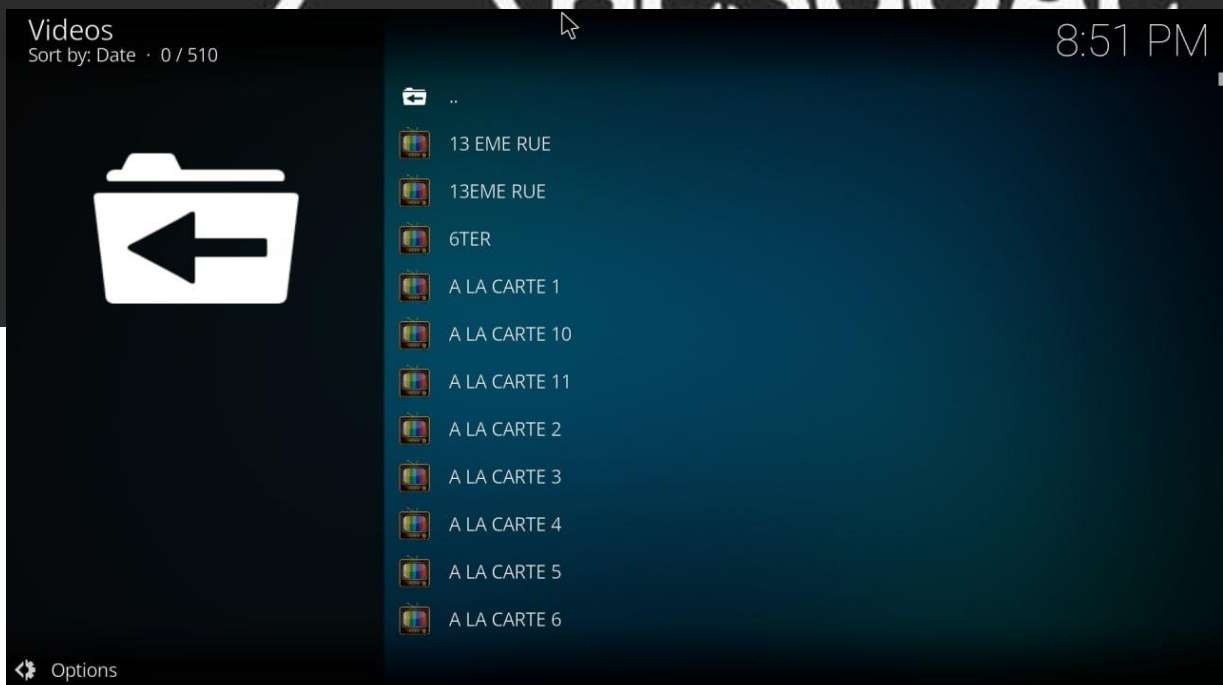 Videos
Sort by: Date · 0 / 510
8:51 PM
..
13 EME RUE
13EME RUE
6TER
A LA CARTE 1
A LA CARTE 10
A LA CARTE 11
A LA CARTE 2
A LA CARTE 3
A LA CARTE 4
A LA CARTE 5
A LA CARTE 6
Options